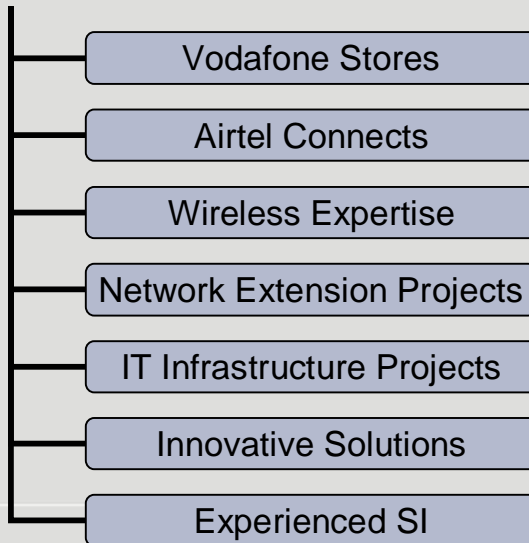 Vodafone Stores
Airtel Connects
Wireless Expertise
Network Extension Projects
IT Infrastructure Projects
Innovative Solutions
Experienced SI